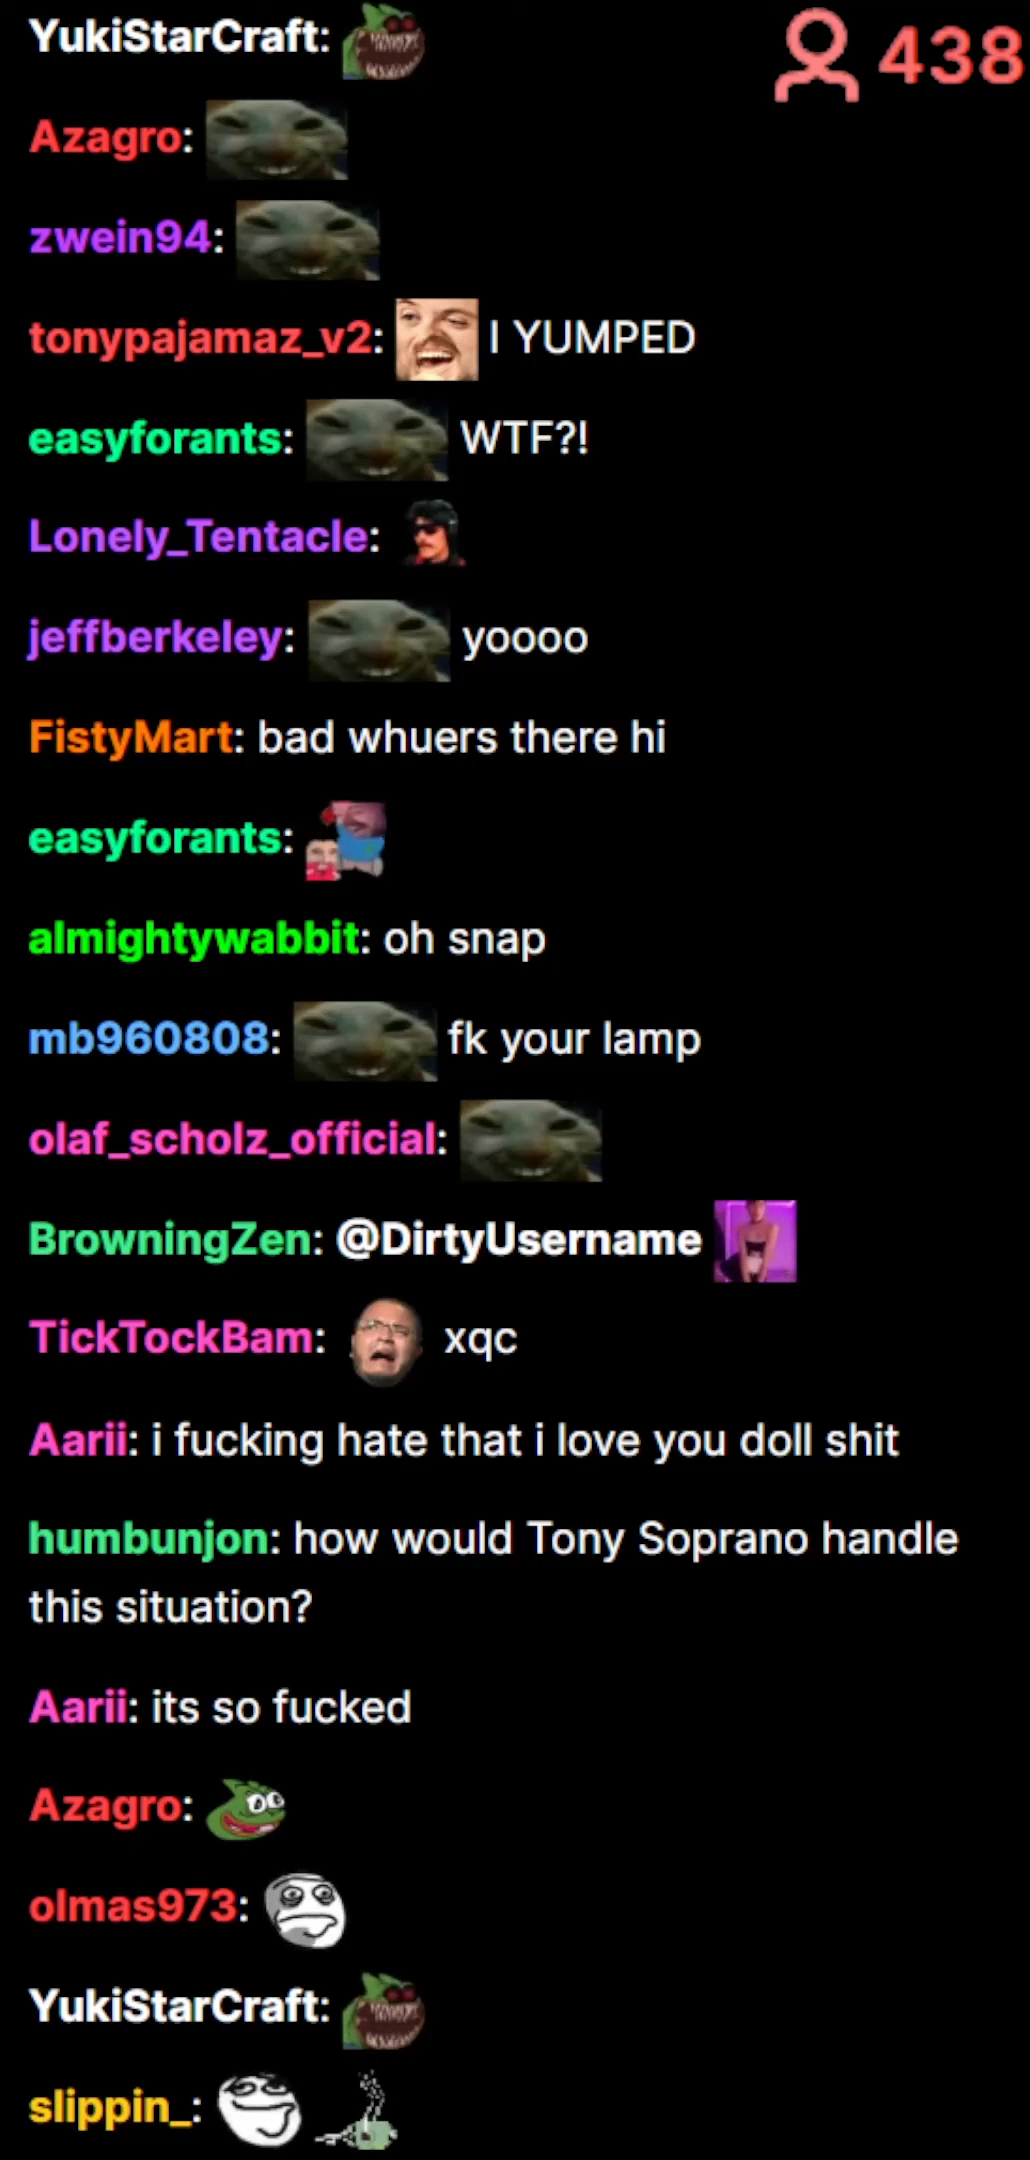 YukiStarCraft:
438
Azagro:
zwein94:
tonypajamaz_v2: I YUMPED
easyforants: WTF?!
Lonely_Tentacle:
jeffberkeley: yoooo
FistyMart: bad whuers there hi
easyforants:
almightywabbit: oh snap
mb960808: fk your lamp
olaf_scholz_official:
BrowningZen: @DirtyUsername
TickTockBam: xqc
Aarii: i fucking hate that i love you doll shit
humbunjon: how would Tony Soprano handle
this situation?
Aarii: its so fucked
Azagro:
olmas973:
YukiStarCraft:
slippin_: